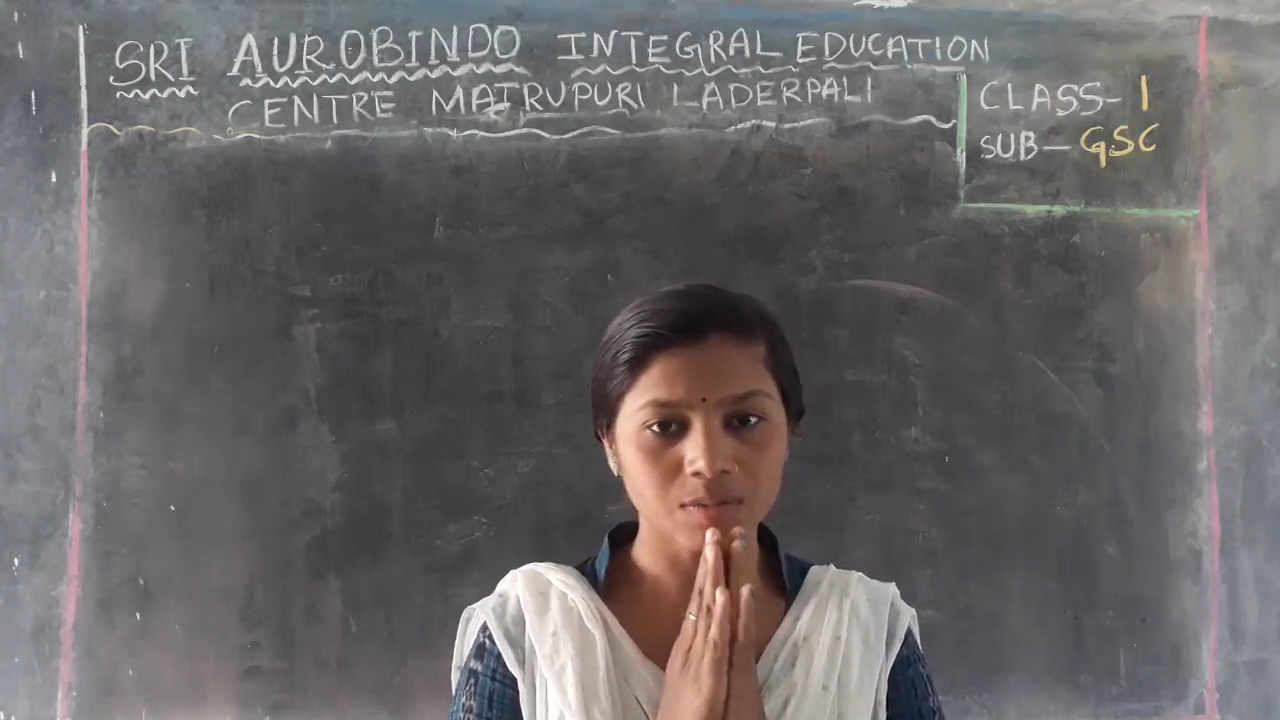 SRI AUROBINDO INTEGRAL EDUCATION
CENTRE MATRUPURI LADERPALI
CLASS- 1
SUB- GSC